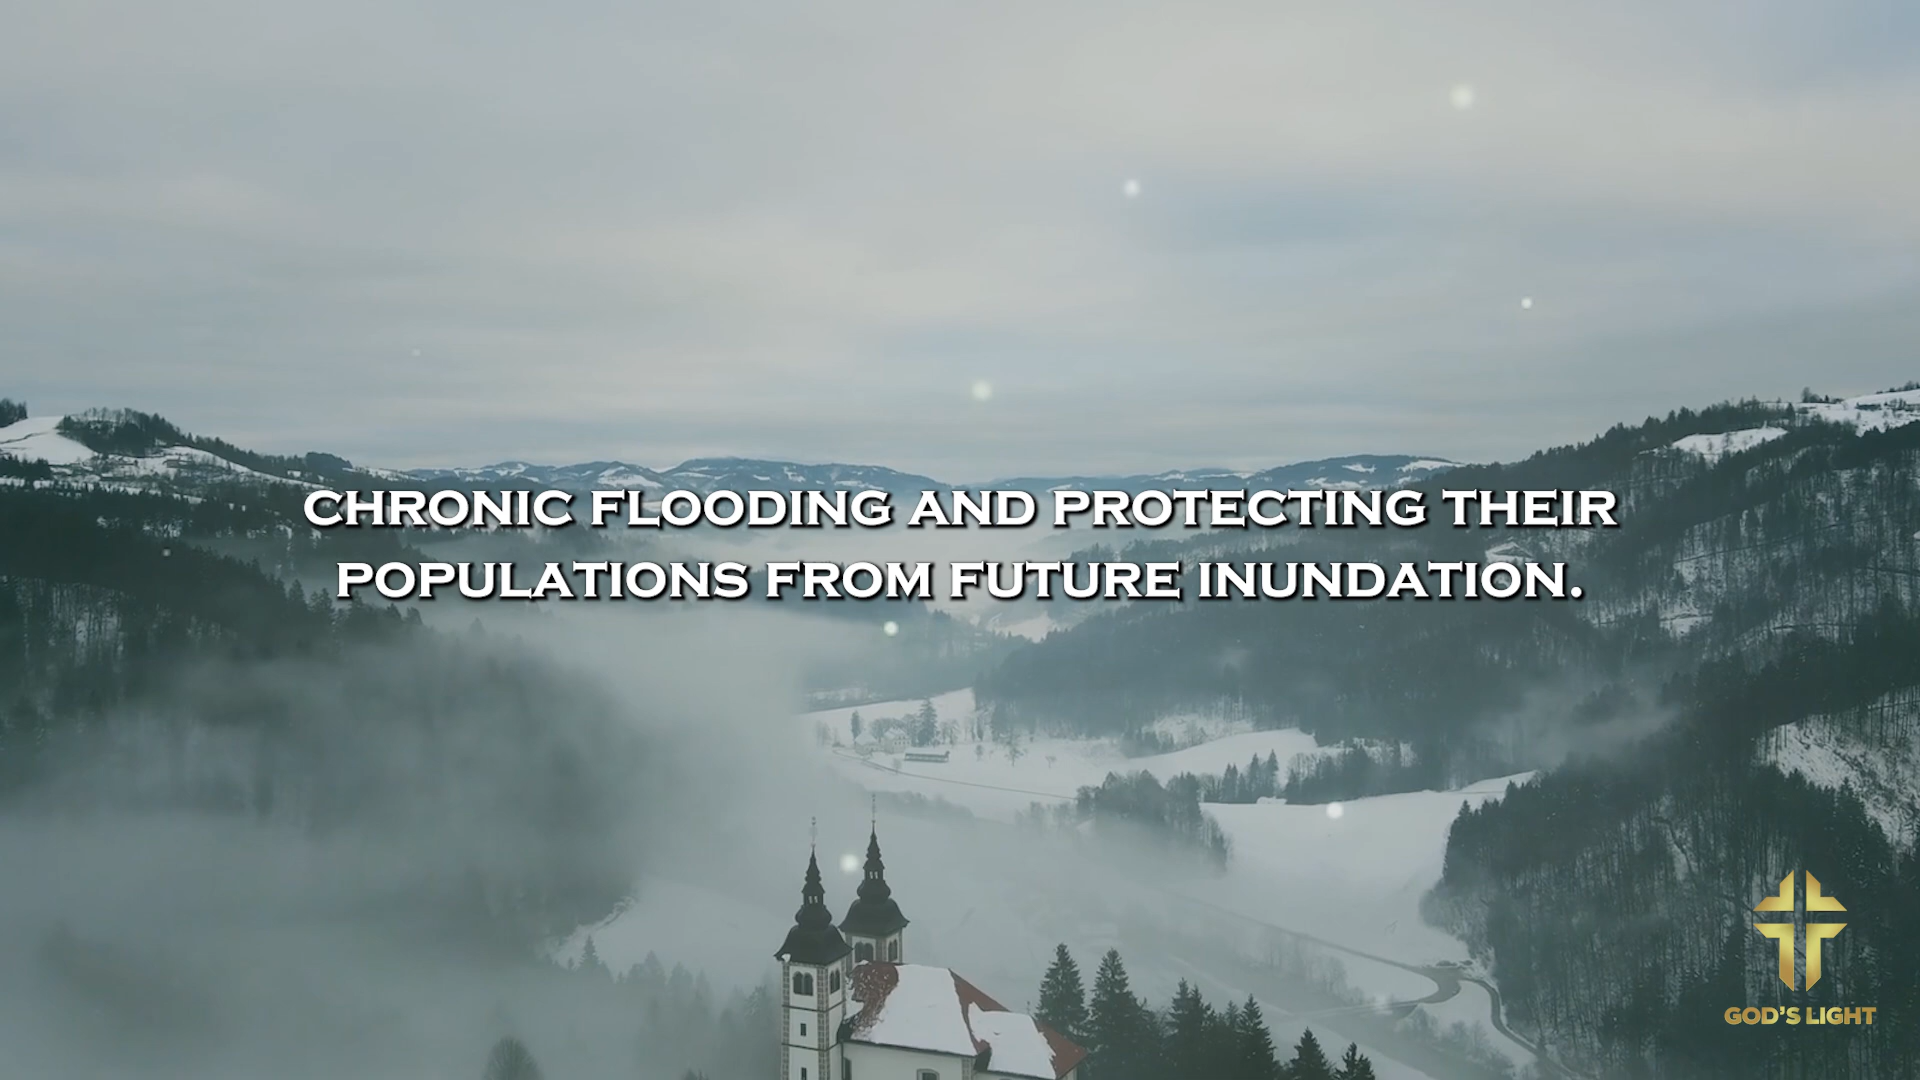 CHRONIC FLOODING AND PROTECTING THEIR
POPULATIONS FROM FUTURE INUNDATION.
GOD'S LIGHT